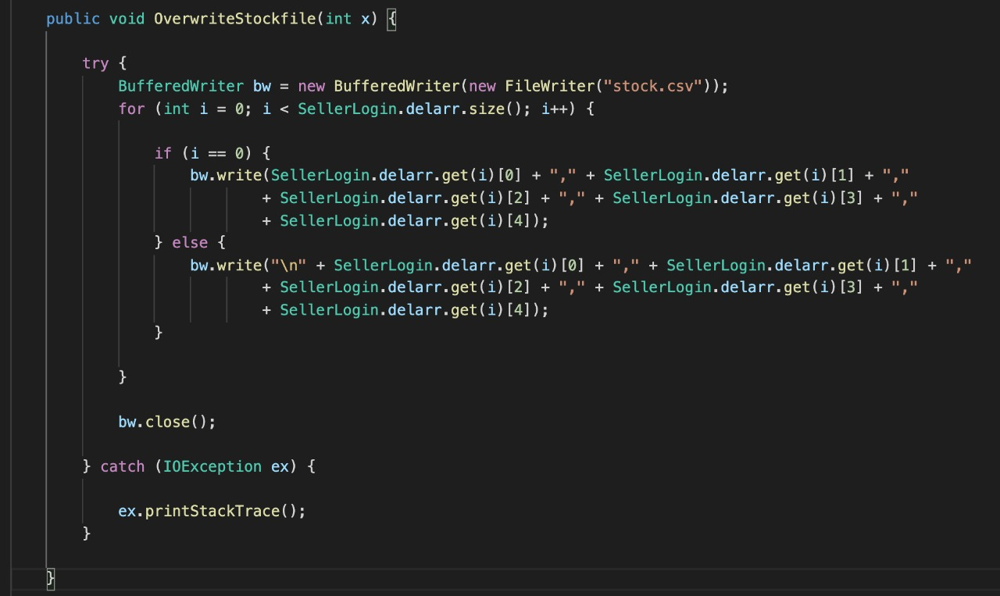 public void OverwriteStockfile(int x) {
try {
BufferedWriter bw = new BufferedWriter(new FileWriter("stock.csv"));
for (int i = 0; i < SellerLogin.delarr.size(); i++) {
if (i == 0) {
bw.write(SellerLogin.delarr.get(i)[0] + "," + SellerLogin.delarr.get(i)[1] + ","
+ SellerLogin.delarr.get(i)[2] + "," + SellerLogin.delarr.get(i)[3] + ","
+ SellerLogin.delarr.get(i)[4]);
} else {
bw.write("\n" + SellerLogin.delarr.get(i)[0] + "," + SellerLogin.delarr.get(i)[1] + ","
+ SellerLogin.delarr.get(i)[2] + "," + SellerLogin.delarr.get(i)[3] + ","
+ SellerLogin.delarr.get(i)[4]);
}
}
bw.close();
} catch (IOException ex) {
ex.printStackTrace();
}
}